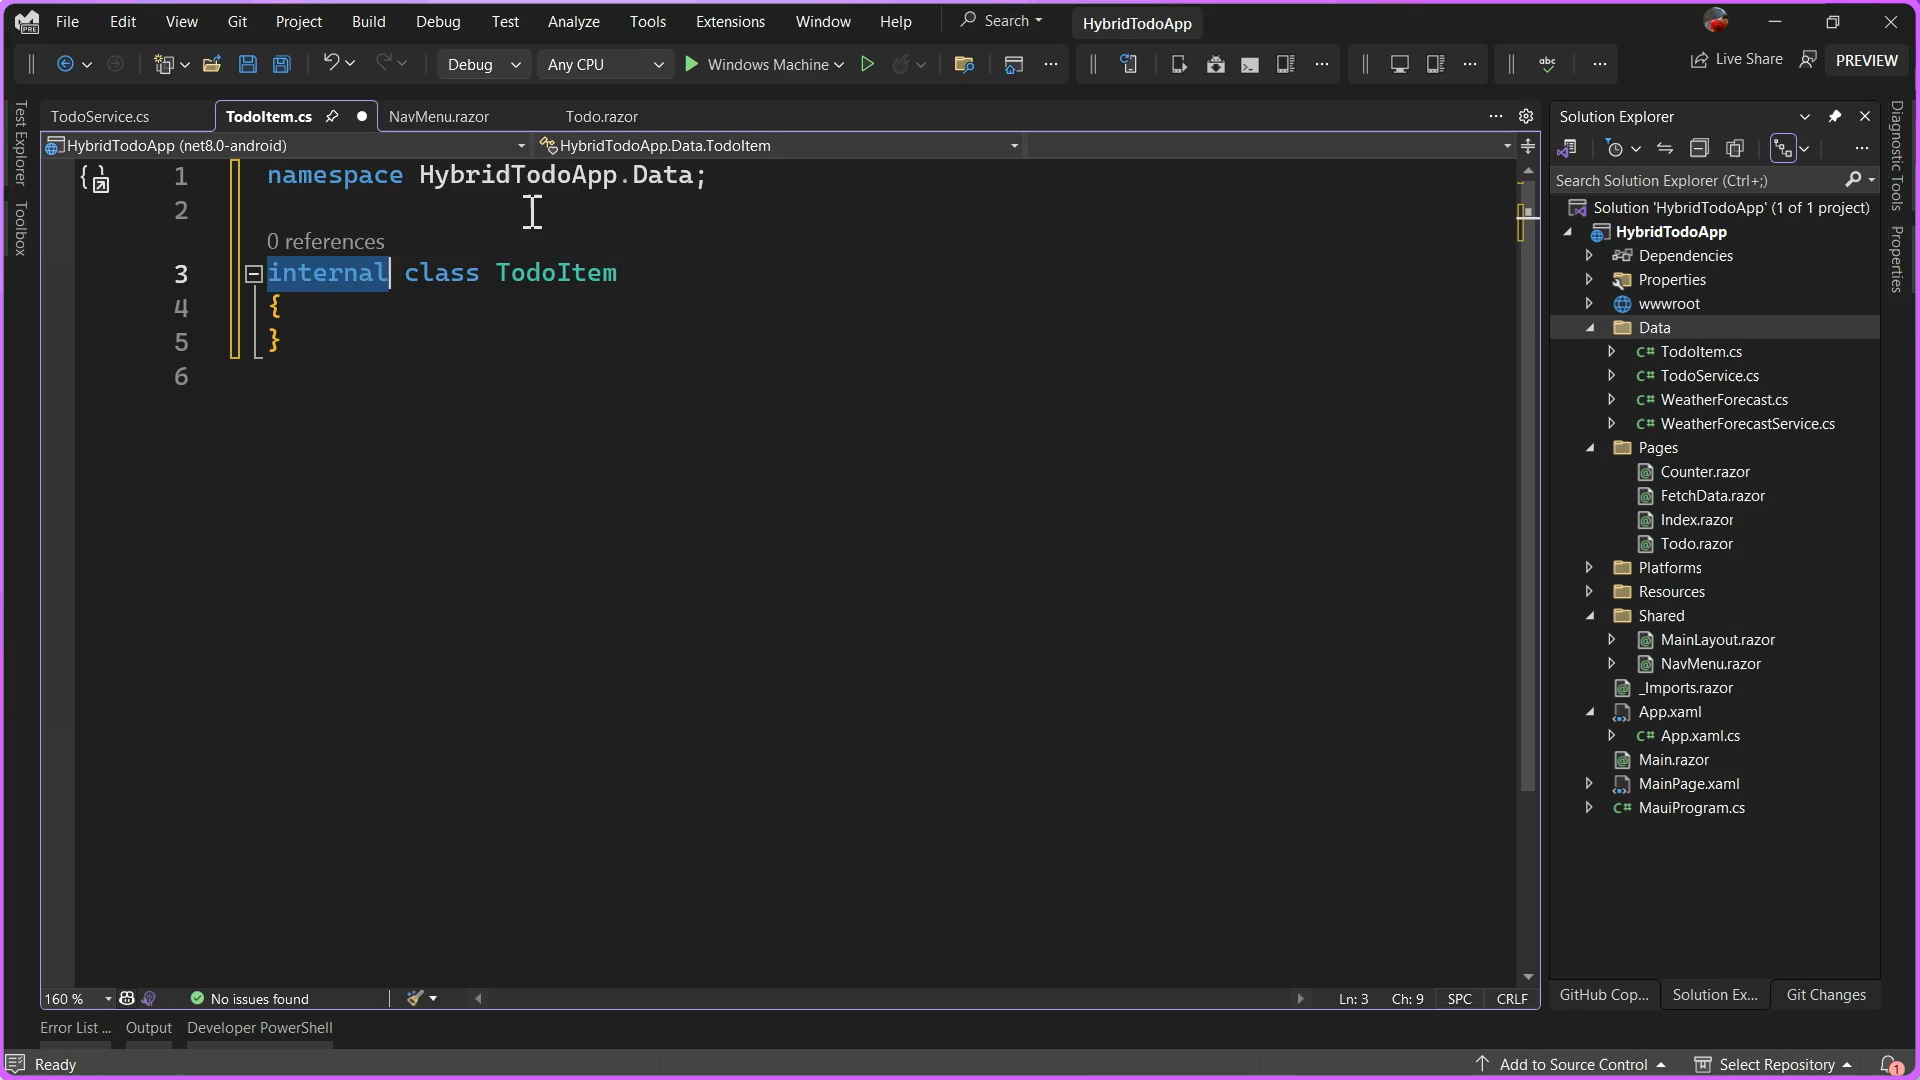 File Edit View Git Project Build Debug Test Analyze Tools Extensions Window Help Search HybridTodoApp
PRE
Debug Any CPU Windows Machine Live Share PREVIEW
Test Explorer
Toolbox
TodoService.cs TodoItem.cs NavMenu.razor Todo.razor
HybridTodoApp (net8.0-android) HybridTodoApp.Data.TodoItem
1 namespace HybridTodoApp.Data;
2
0 references
3 internal class TodoItem
4 {
5 }
6
160 % No issues found Ln: 3 Ch: 9 SPC CRLF
Error List ... Output Developer PowerShell
Solution Explorer
Search Solution Explorer (Ctrl+;)
Solution 'HybridTodoApp' (1 of 1 project)
HybridTodoApp
Dependencies
Properties
wwwroot
Data
TodoItem.cs
TodoService.cs
WeatherForecast.cs
WeatherForecastService.cs
Pages
Counter.razor
FetchData.razor
Index.razor
Todo.razor
Platforms
Resources
Shared
MainLayout.razor
NavMenu.razor
_Imports.razor
App.xaml
App.xaml.cs
Main.razor
MainPage.xaml
MauiProgram.cs
GitHub Cop... Solution Ex... Git Changes
Diagnostic Tools
Properties
Ready Add to Source Control Select Repository 1